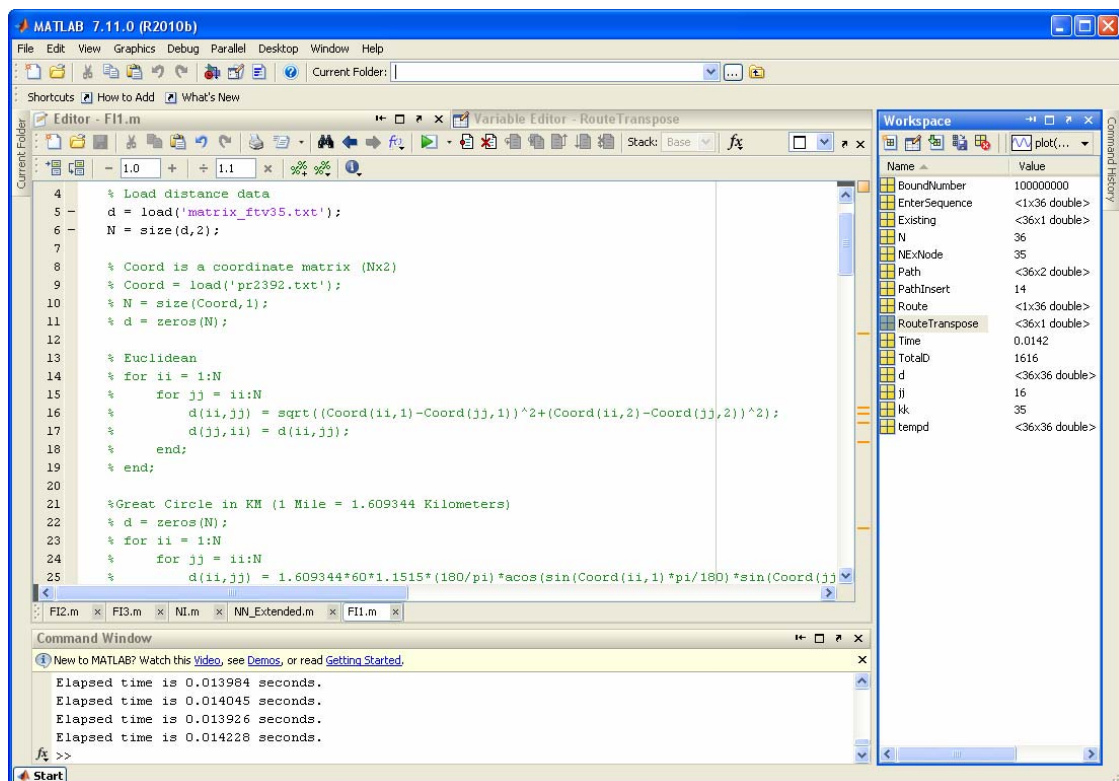 MATLAB 7.11.0 (R2010b)
File Edit View Graphics Debug Parallel Desktop Window Help
Current Folder:
Shortcuts How to Add What's New
Current Folder
Editor - FI1.m
Variable Editor - RouteTranspose
Stack: Base fx
- 1.0 + ÷ 1.1 ×
4 % Load distance data
5 - d = load('matrix_ftv35.txt');
6 - N = size(d,2);
7
8 % Coord is a coordinate matrix (Nx2)
9 % Coord = load('pr2392.txt');
10 % N = size(Coord,1);
11 % d = zeros(N);
12
13 % Euclidean
14 % for ii = 1:N
15 %     for jj = ii:N
16 %         d(ii,jj) = sqrt((Coord(ii,1)-Coord(jj,1))^2+(Coord(ii,2)-Coord(jj,2))^2);
17 %         d(jj,ii) = d(ii,jj);
18 %     end;
19 % end;
20
21 %Great Circle in KM (1 Mile = 1.609344 Kilometers)
22 % d = zeros(N);
23 % for ii = 1:N
24 %     for jj = ii:N
25 %         d(ii,jj) = 1.609344*60*1.1515*(180/pi)*acos(sin(Coord(ii,1)*pi/180)*sin(Coord(jj
FI2.m FI3.m NI.m NN_Extended.m FI1.m
Command Window
New to MATLAB? Watch this Video, see Demos, or read Getting Started.
Elapsed time is 0.013984 seconds.
Elapsed time is 0.014045 seconds.
Elapsed time is 0.013926 seconds.
Elapsed time is 0.014228 seconds.
fx >>
Start
Workspace
plot(...
Name Value
BoundNumber 100000000
EnterSequence <1x36 double>
Existing <36x1 double>
N 36
NExNode 35
Path <36x2 double>
PathInsert 14
Route <1x36 double>
RouteTranspose <36x1 double>
Time 0.0142
TotalD 1616
d <36x36 double>
jj 16
kk 35
tempd <36x36 double>
Command History